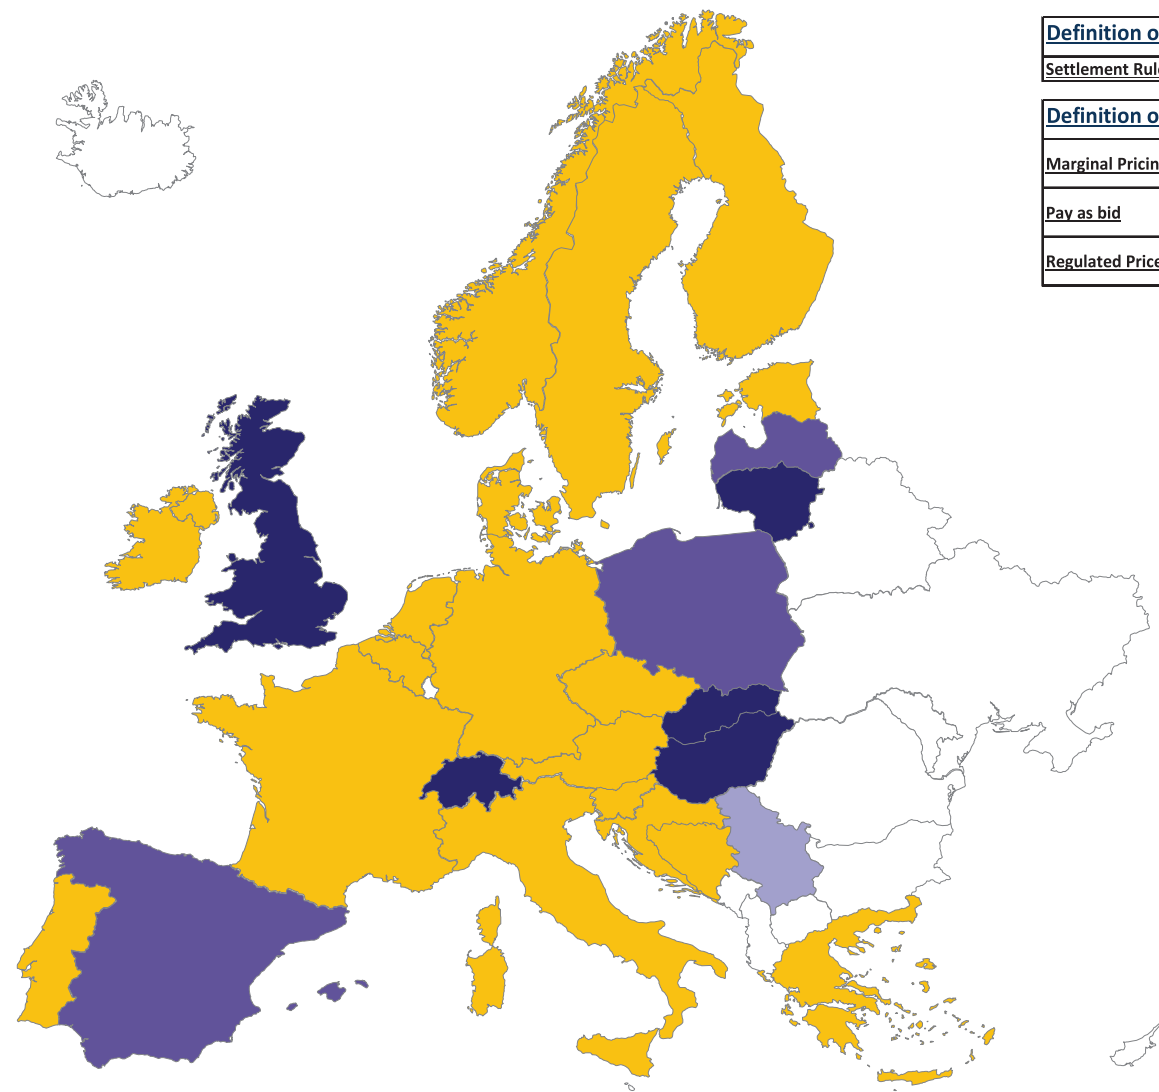 Definition o
Settlement Rul
Definition o
Marginal Pricin
Pay as bid
Regulated Price